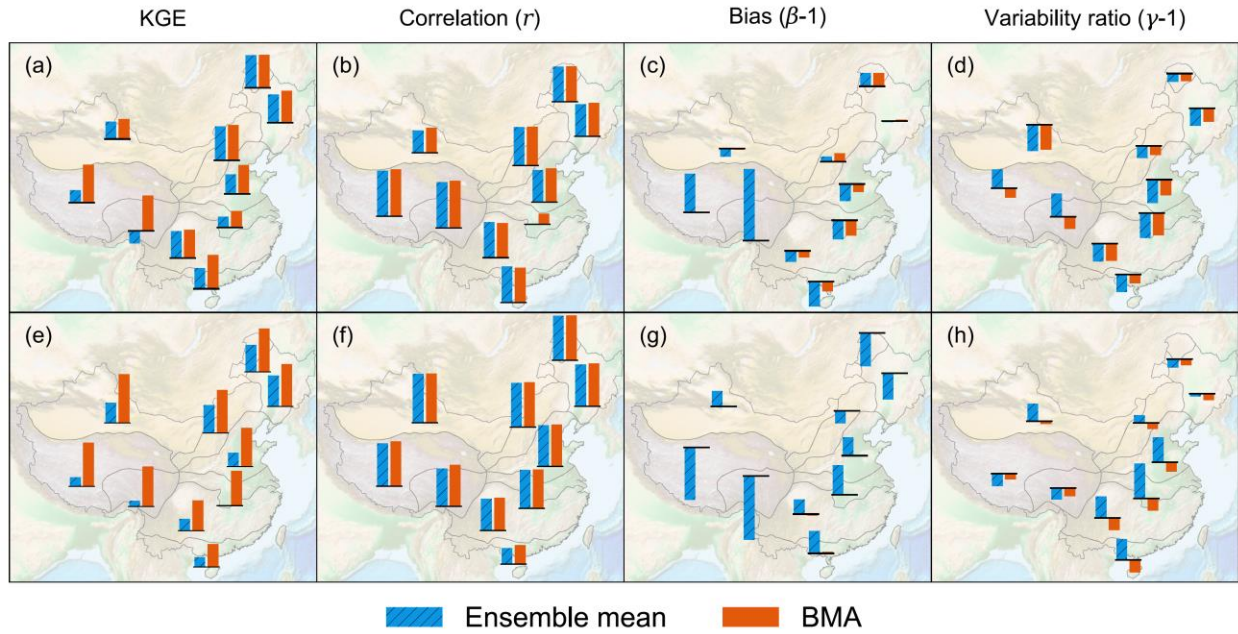 KGE Correlation (r) Bias (β-1) Variability ratio (γ-1)
(a) (b) (c) (d)
(e) (f) (g) (h)
Ensemble mean BMA